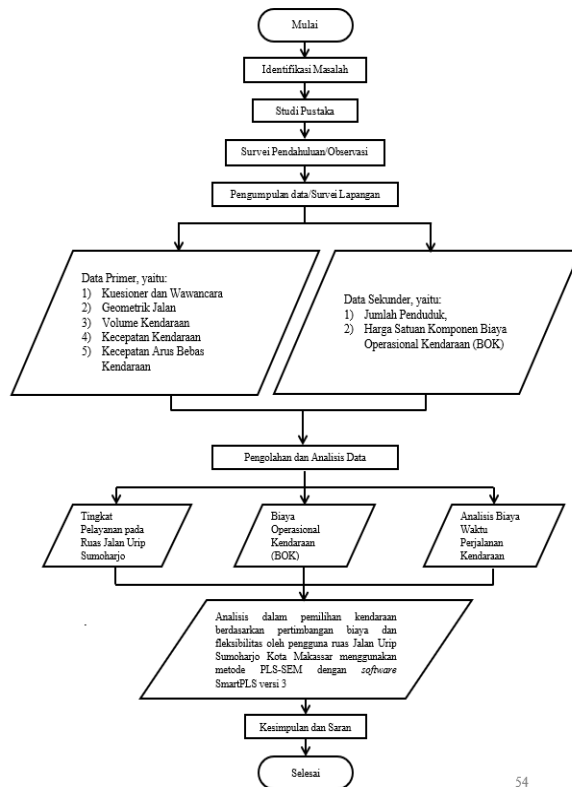 Mulai
Identifikasi Masalah
Studi Pustaka
Survei Pendahuluan/Observasi
Pengumpulan data/Survei Lapangan
Data Primer, yaitu:
1) Kuesioner dan Wawancara
2) Geometrik Jalan
3) Volume Kendaraan
4) Kecepatan Kendaraan
5) Kecepatan Arus Bebas
Kendaraan
Data Sekunder, yaitu:
1) Jumlah Penduduk,
2) Harga Satuan Komponen Biaya
Operasional Kendaraan (BOK)
Pengolahan dan Analisis Data
Tingkat
Pelayanan pada
Ruas Jalan Urip
Sumoharjo
Biaya
Operasional
Kendaraan
(BOK)
Analisis Biaya
Waktu
Perjalanan
Kendaraan
Analisis dalam pemilihan kendaraan
berdasarkan pertimbangan biaya dan
fleksibilitas oleh pengguna ruas Jalan Urip
Sumoharjo Kota Makassar menggunakan
metode PLS-SEM dengan software
SmartPLS versi 3
Kesimpulan dan Saran
Selesai
54